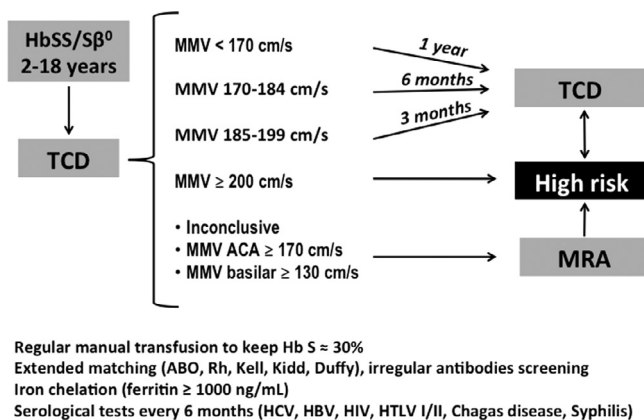 HbSS/Sβ⁰
2-18 years
TCD
MMV < 170 cm/s
MMV 170-184 cm/s
MMV 185-199 cm/s
MMV ≥ 200 cm/s
• Inconclusive
• MMV ACA ≥ 170 cm/s
• MMV basilar ≥ 130 cm/s
1 year
6 months
3 months
TCD
High risk
MRA
Regular manual transfusion to keep Hb S ≈ 30%
Extended matching (ABO, Rh, Kell, Kidd, Duffy), irregular antibodies screening
Iron chelation (ferritin ≥ 1000 ng/mL)
Serological tests every 6 months (HCV, HBV, HIV, HTLV I/II, Chagas disease, Syphilis)